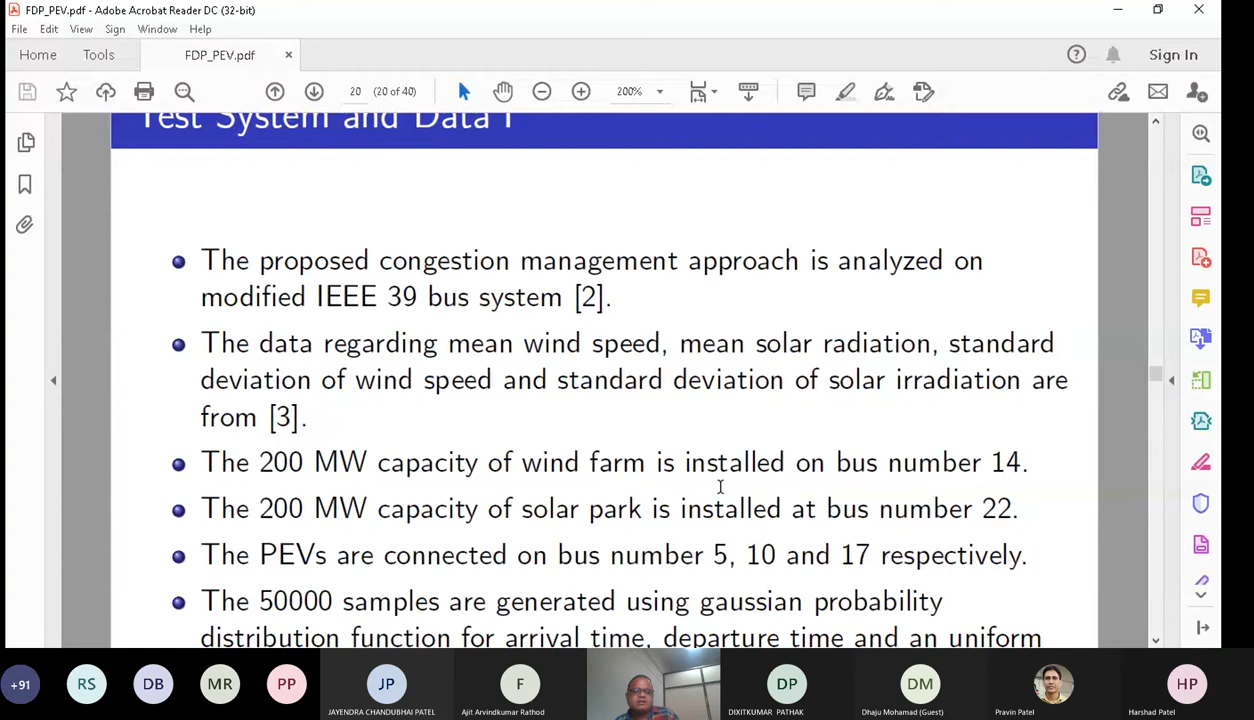 FDP_PEV.pdf - Adobe Acrobat Reader DC (32-bit)
File Edit View Sign Window Help
Home Tools FDP_PEV.pdf × Sign In
20 (20 of 40) 200%
Test System and Data I
The proposed congestion management approach is analyzed on
modified IEEE 39 bus system [2].
The data regarding mean wind speed, mean solar radiation, standard
deviation of wind speed and standard deviation of solar irradiation are
from [3].
The 200 MW capacity of wind farm is installed on bus number 14.
The 200 MW capacity of solar park is installed at bus number 22.
The PEVs are connected on bus number 5, 10 and 17 respectively.
The 50000 samples are generated using gaussian probability
distribution function for arrival time, departure time and an uniform
+91 RS DB MR PP JP F DP DM HP
JAYENDRA CHANDUBHAI PATEL Ajit Arvindkumar Rathod DIXITKUMAR PATHAK Dhaju Mohamad (Guest) Pravin Patel Harshad Patel